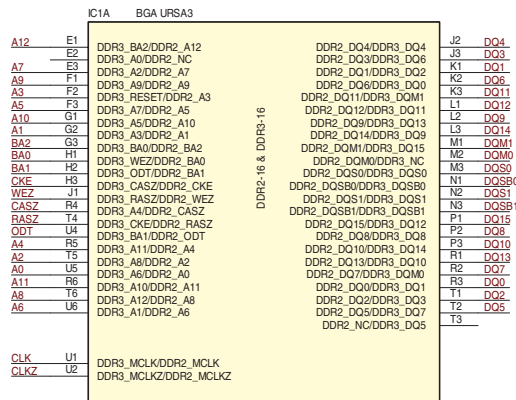 IC1A BGA URSA3
A12 E1 DDR3_BA2/DDR2_A12 DDR2_DQ4/DDR3_DQ4 J2 DQ4
E2 DDR3_A0/DDR2_NC DDR2_DQ3/DDR3_DQ6 J3 DQ3
A7 E3 DDR3_A2/DDR2_A7 DDR2_DQ1/DDR3_DQ2 K1 DQ1
A9 F1 DDR3_A9/DDR2_A9 DDR2_DQ6/DDR3_DQ0 K2 DQ6
A3 F2 DDR3_RESET/DDR2_A3 DDR2_DQ11/DDR3_DQM1 K3 DQ11
A5 F3 DDR3_A7/DDR2_A5 DDR2_DQ12/DDR3_DQ11 L1 DQ12
A10 G1 DDR3_A5/DDR2_A10 DDR2_DQ9/DDR3_DQ13 L2 DQ9
A1 G2 DDR3_A3/DDR2_A1 DDR2_DQ14/DDR3_DQ9 L3 DQ14
BA2 G3 DDR3_BA0/DDR2_BA2 DDR2_DQM1/DDR3_DQ15 M1 DQM1
BA0 H1 DDR3_WEZ/DDR2_BA0 DDR2_DQM0/DDR3_NC M2 DQM0
BA1 H2 DDR3_ODT/DDR2_BA1 DDR2_DQS0/DDR3_DQS0 M3 DQS0
CKE H3 DDR3_CASZ/DDR2_CKE DDR2_DQSB0/DDR3_DQSB0 N1 DQSB0
WEZ J1 DDR3_RASZ/DDR2_WEZ DDR2_DQS1/DDR3_DQS1 N2 DQS1
CASZ R4 DDR3_A4/DDR2_CASZ DDR2_DQSB1/DDR3_DQSB1 N3 DQSB1
RASZ T4 DDR3_CKE/DDR2_RASZ DDR2_DQ15/DDR3_DQ12 P1 DQ15
ODT U4 DDR3_BA1/DDR2_ODT DDR2_DQ8/DDR3_DQ8 P2 DQ8
A4 R5 DDR3_A11/DDR2_A4 DDR2_DQ10/DDR3_DQ14 P3 DQ10
A2 T5 DDR3_A8/DDR2_A2 DDR2_DQ13/DDR3_DQ10 R1 DQ13
A0 U5 DDR3_A6/DDR2_A0 DDR2_DQ7/DDR3_DQM0 R2 DQ7
A11 R6 DDR3_A10/DDR2_A11 DDR2_DQ0/DDR3_DQ1 R3 DQ0
A8 T6 DDR3_A12/DDR2_A8 DDR2_DQ2/DDR3_DQ3 T1 DQ2
A6 U6 DDR3_A1/DDR2_A6 DDR2_DQ5/DDR3_DQ7 T2 DQ5
DDR2_NC/DDR3_DQ5 T3
DDR2-16 & DDR3-16
CLK U1 DDR3_MCLK/DDR2_MCLK
CLKZ U2 DDR3_MCLKZ/DDR2_MCLKZ